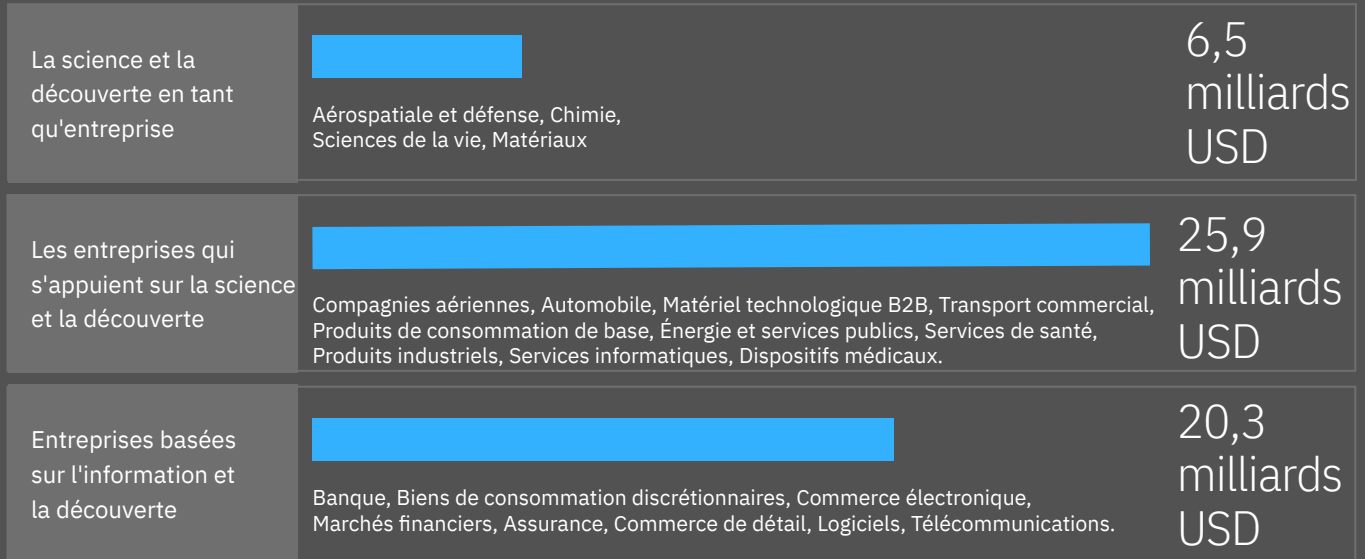 La science et la
découverte en tant
qu'entreprise
Aérospatiale et défense, Chimie,
Sciences de la vie, Matériaux
6,5
milliards
USD
Les entreprises qui
s'appuient sur la science
et la découverte
Compagnies aériennes, Automobile, Matériel technologique B2B, Transport commercial,
Produits de consommation de base, Énergie et services publics, Services de santé,
Produits industriels, Services informatiques, Dispositifs médicaux.
25,9
milliards
USD
Entreprises basées
sur l'information et
la découverte
Banque, Biens de consommation discrétionnaires, Commerce électronique,
Marchés financiers, Assurance, Commerce de détail, Logiciels, Télécommunications.
20,3
milliards
USD